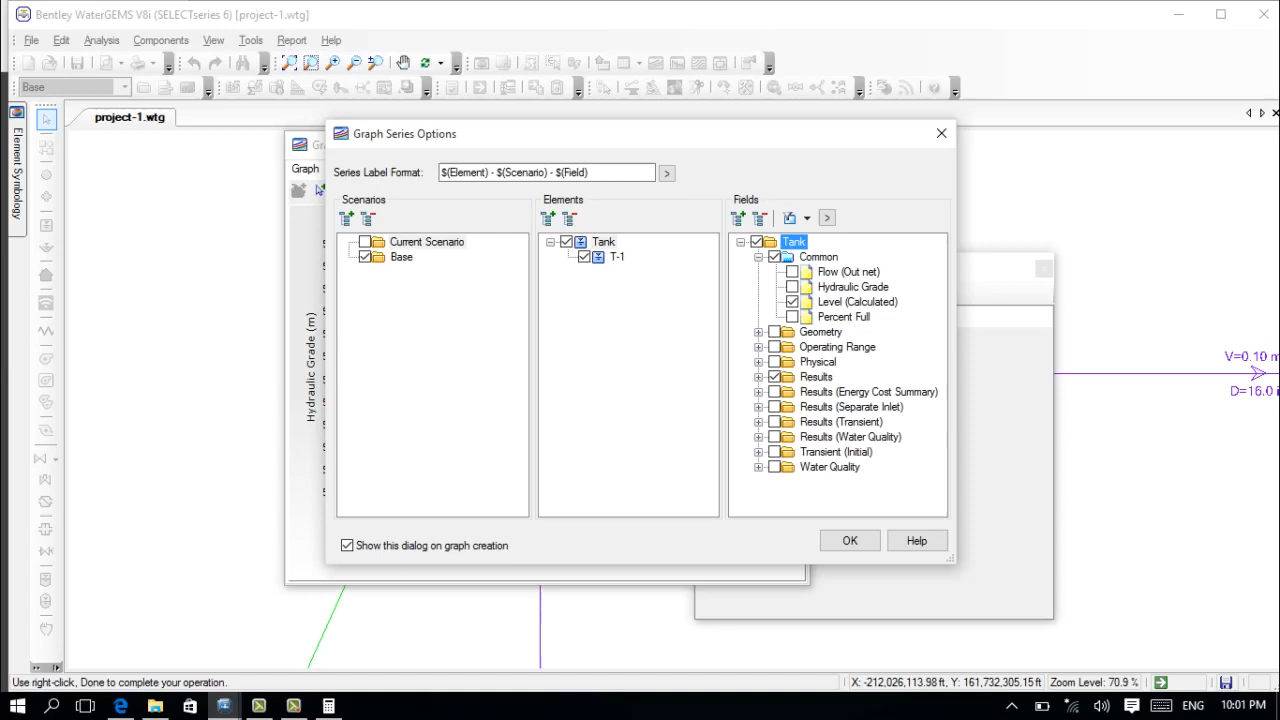 Bentley WaterGEMS V8i (SELECTseries 6) [project-1.wtg]
File Edit Analysis Components View Tools Report Help
Base
project-1.wtg
Element Symbology
Graph
Hydraulic Grade (m)
Graph Series Options
Series Label Format: $(Element) - $(Scenario) - $(Field) >
Scenarios
Current Scenario
Base
Elements
Tank
T-1
Fields
>
Tank
Common
Flow (Out net)
Hydraulic Grade
Level (Calculated)
Percent Full
Geometry
Operating Range
Physical
Results
Results (Energy Cost Summary)
Results (Separate Inlet)
Results (Transient)
Results (Water Quality)
Transient (Initial)
Water Quality
Show this dialog on graph creation
OK
Help
V=0.10 m
D=16.0 i
Use right-click, Done to complete your operation.
X: -212,026,113.98 ft, Y: 161,732,305.15 ft
Zoom Level: 70.9 %
ENG
10:01 PM